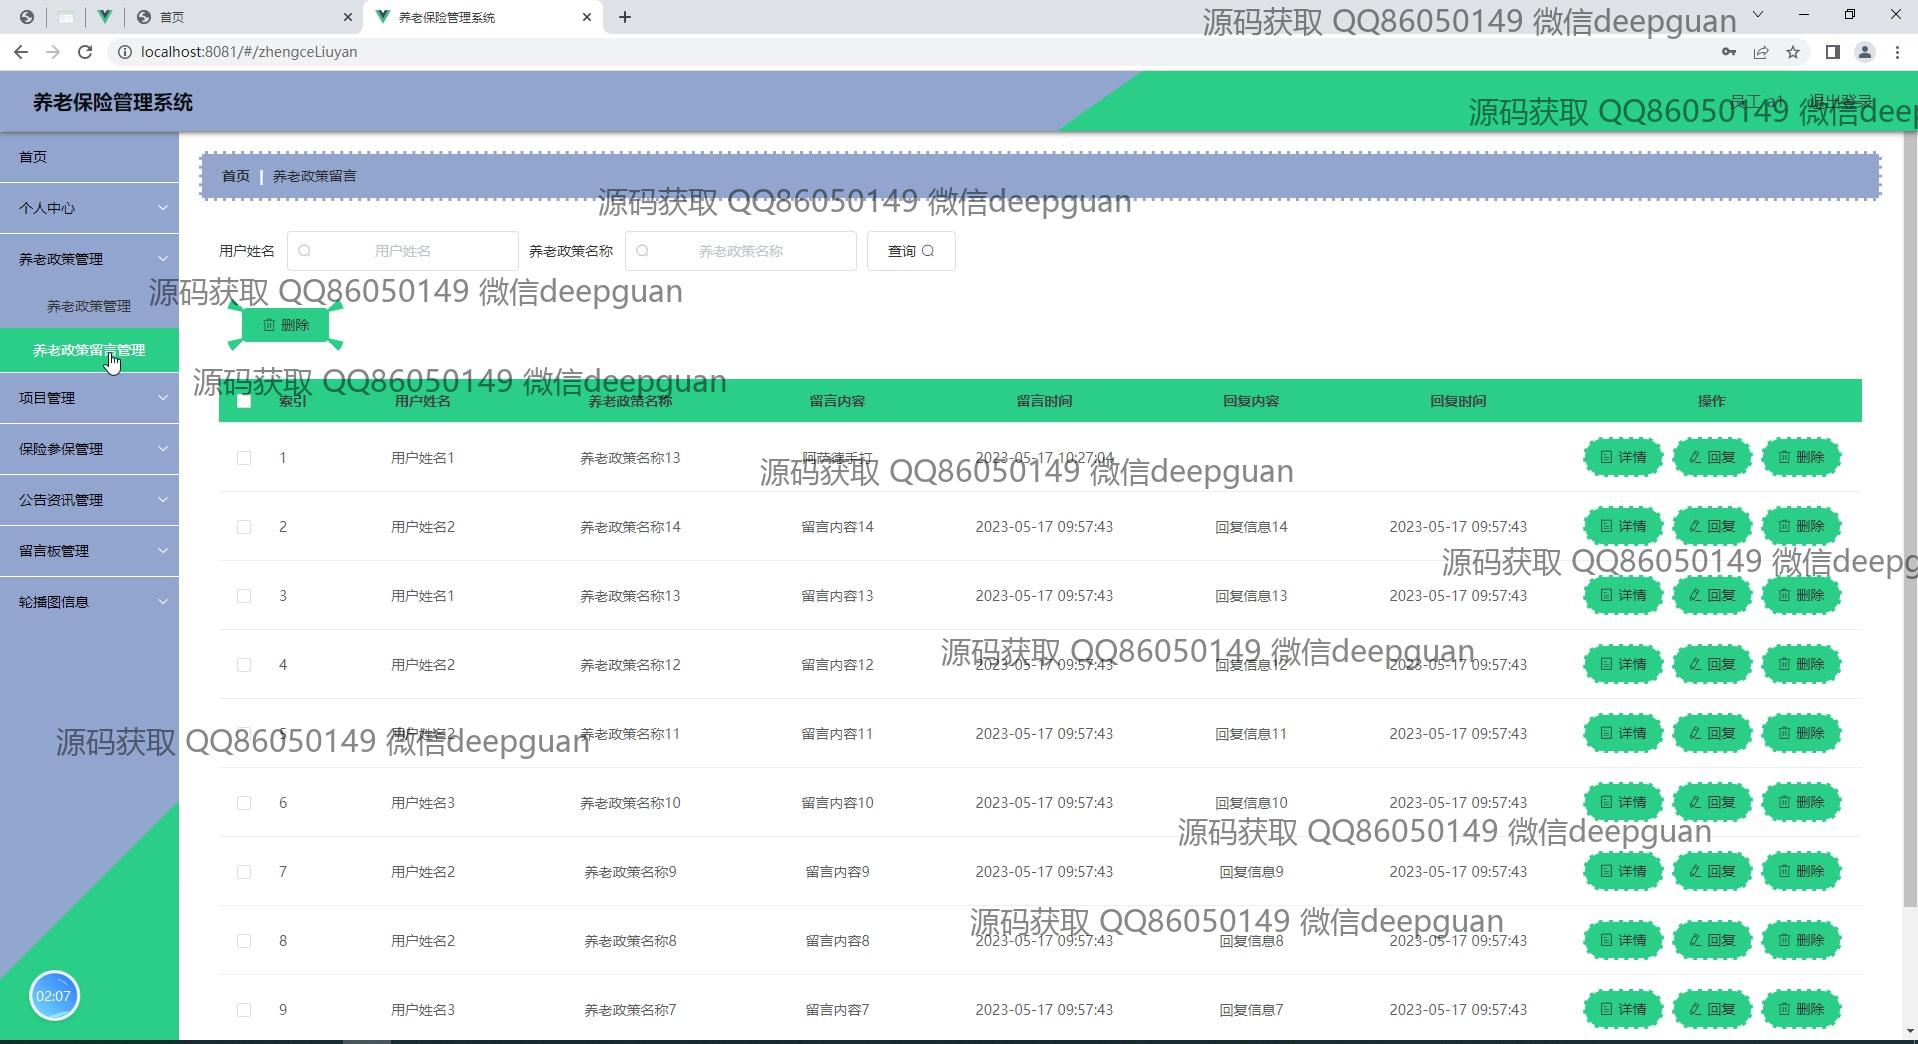 首页
养老保险管理系统
源码获取 QQ86050149 微信deepguan
localhost:8081/#/zhengceLiuyan
养老保险管理系统
员工 a1 退出登录
源码获取 QQ86050149 微信deep
首页
首页 | 养老政策留言
源码获取 QQ86050149 微信deepguan
个人中心
用户姓名 用户姓名 养老政策名称 养老政策名称 查询
养老政策管理
源码获取 QQ86050149 微信deepguan
养老政策管理
删除
养老政策留言管理
源码获取 QQ86050149 微信deepguan
项目管理
索引 用户姓名 养老政策名称 留言内容 留言时间 回复内容 回复时间 操作
保险参保管理
1 用户姓名1 养老政策名称13 阿萨德手打 2023-05-17 10:27:04 详情 回复 删除
源码获取 QQ86050149 微信deepguan
公告资讯管理
2 用户姓名2 养老政策名称14 留言内容14 2023-05-17 09:57:43 回复信息14 2023-05-17 09:57:43 详情 回复 删除
留言板管理
源码获取 QQ86050149 微信deepg
轮播图信息
3 用户姓名1 养老政策名称13 留言内容13 2023-05-17 09:57:43 回复信息13 2023-05-17 09:57:43 详情 回复 删除
源码获取 QQ86050149 微信deepguan
4 用户姓名2 养老政策名称12 留言内容12 2023-05-17 09:57:43 回复信息12 2023-05-17 09:57:43 详情 回复 删除
5 用户姓名2 养老政策名称11 留言内容11 2023-05-17 09:57:43 回复信息11 2023-05-17 09:57:43 详情 回复 删除
源码获取 QQ86050149 微信deepguan
6 用户姓名3 养老政策名称10 留言内容10 2023-05-17 09:57:43 回复信息10 2023-05-17 09:57:43 详情 回复 删除
源码获取 QQ86050149 微信deepguan
7 用户姓名2 养老政策名称9 留言内容9 2023-05-17 09:57:43 回复信息9 2023-05-17 09:57:43 详情 回复 删除
源码获取 QQ86050149 微信deepguan
8 用户姓名2 养老政策名称8 留言内容8 2023-05-17 09:57:43 回复信息8 2023-05-17 09:57:43 详情 回复 删除
02:07
9 用户姓名3 养老政策名称7 留言内容7 2023-05-17 09:57:43 回复信息7 2023-05-17 09:57:43 详情 回复 删除